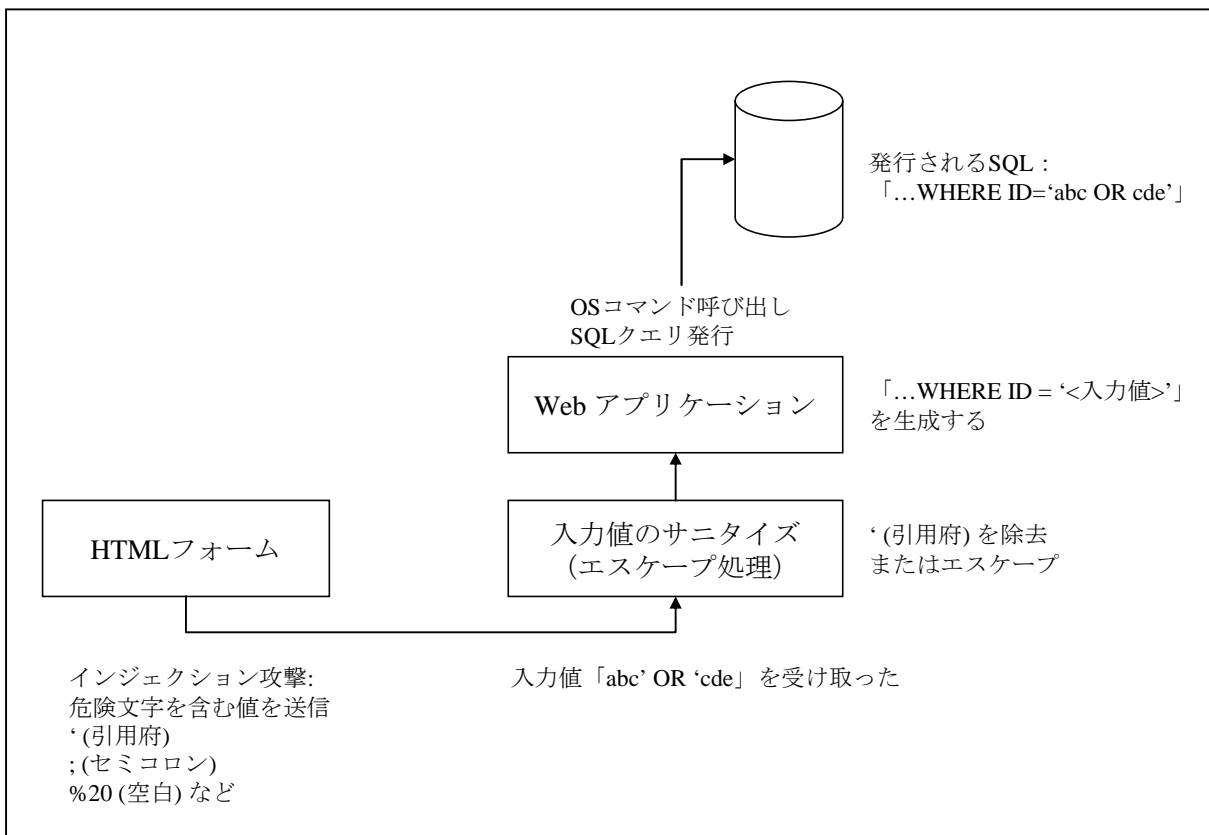 発行されるSQL：
「…WHERE ID=‘abc OR cde’」
OSコマンド呼び出し
SQLクエリ発行
Web アプリケーション
「…WHERE ID = ‘<入力値>’」
を生成する
HTMLフォーム
入力値のサニタイズ
（エスケープ処理）
‘ (引用府) を除去
またはエスケープ
インジェクション攻撃:
危険文字を含む値を送信
‘ (引用府)
; (セミコロン)
%20 (空白) など
入力値「abc’ OR ‘cde」を受け取った